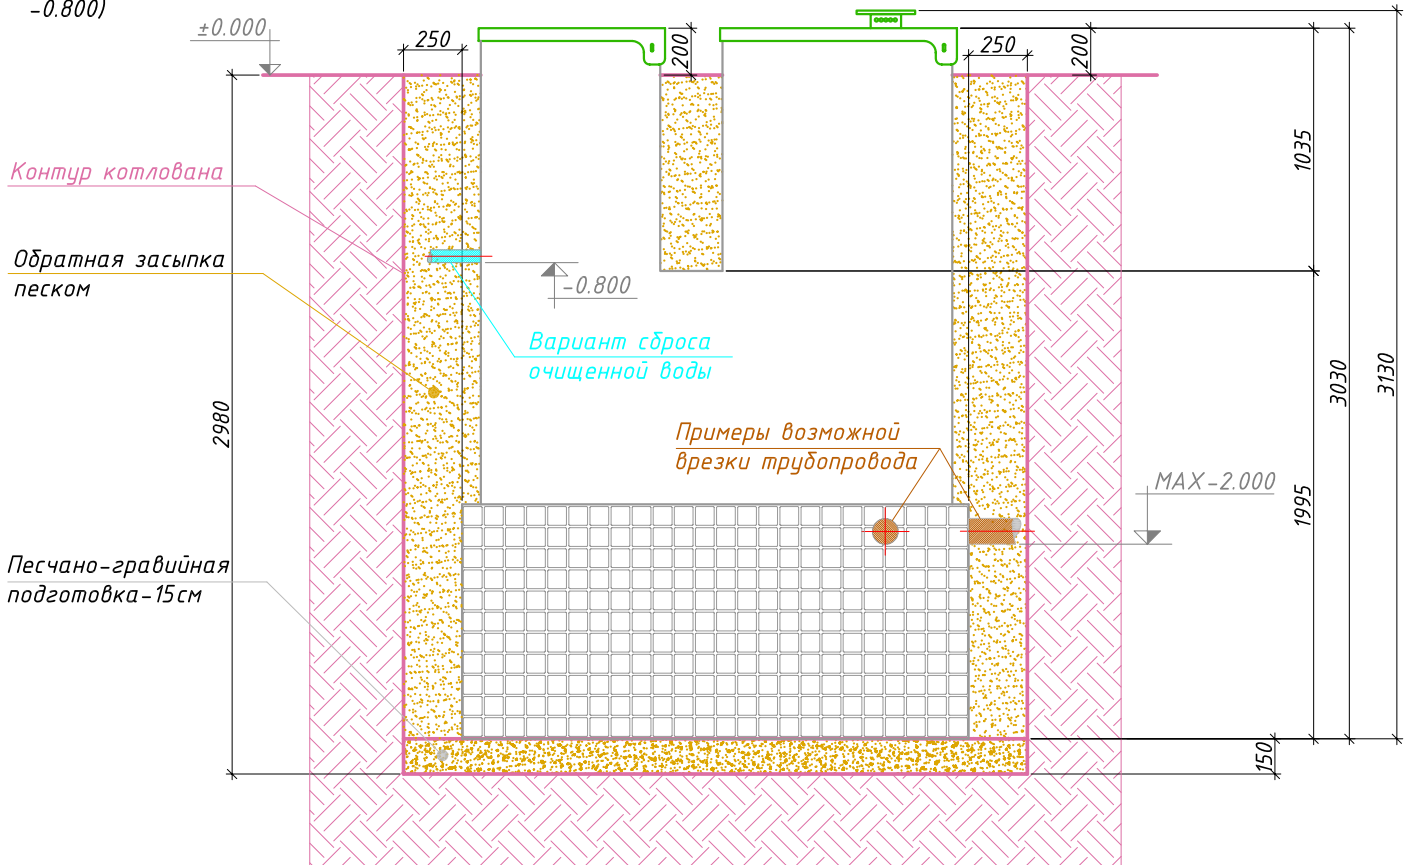 -0.800)
±0.000
250
200
250
200
1035
Контур котлована
Обратная засыпка
песком
-0.800
Вариант сброса
очищенной воды
2980
3030
3130
Примеры возможной
врезки трубопровода
MAX-2.000
1995
Песчано-гравийная
подготовка-15см
150